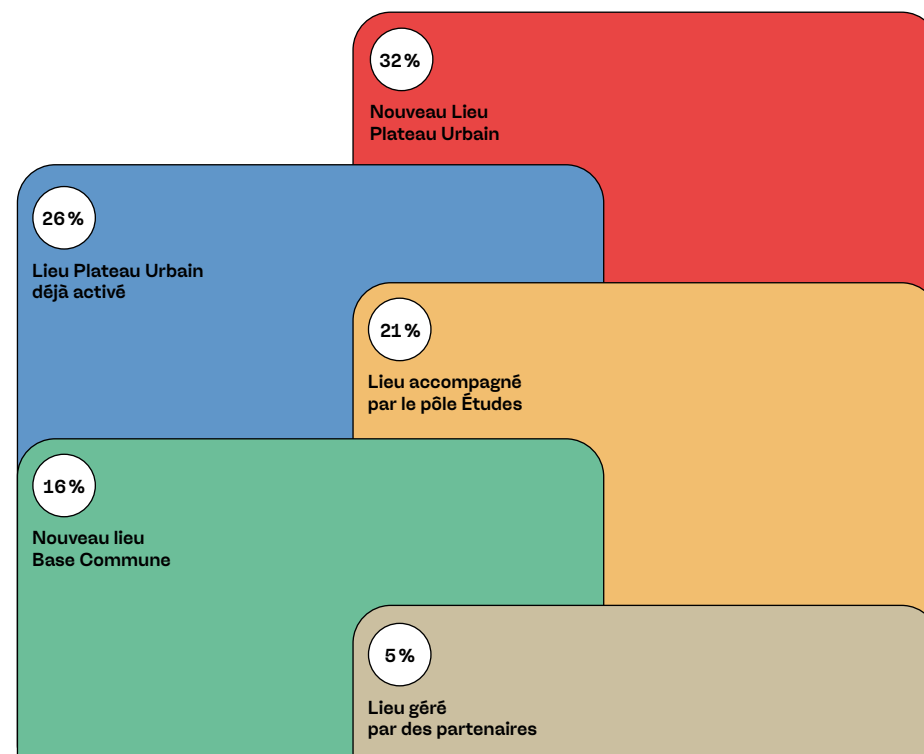 32%
Nouveau Lieu
Plateau Urbain
26%
Lieu Plateau Urbain
déjà activé
21%
Lieu accompagné
par le pôle Études
16%
Nouveau lieu
Base Commune
5%
Lieu géré
par des partenaires